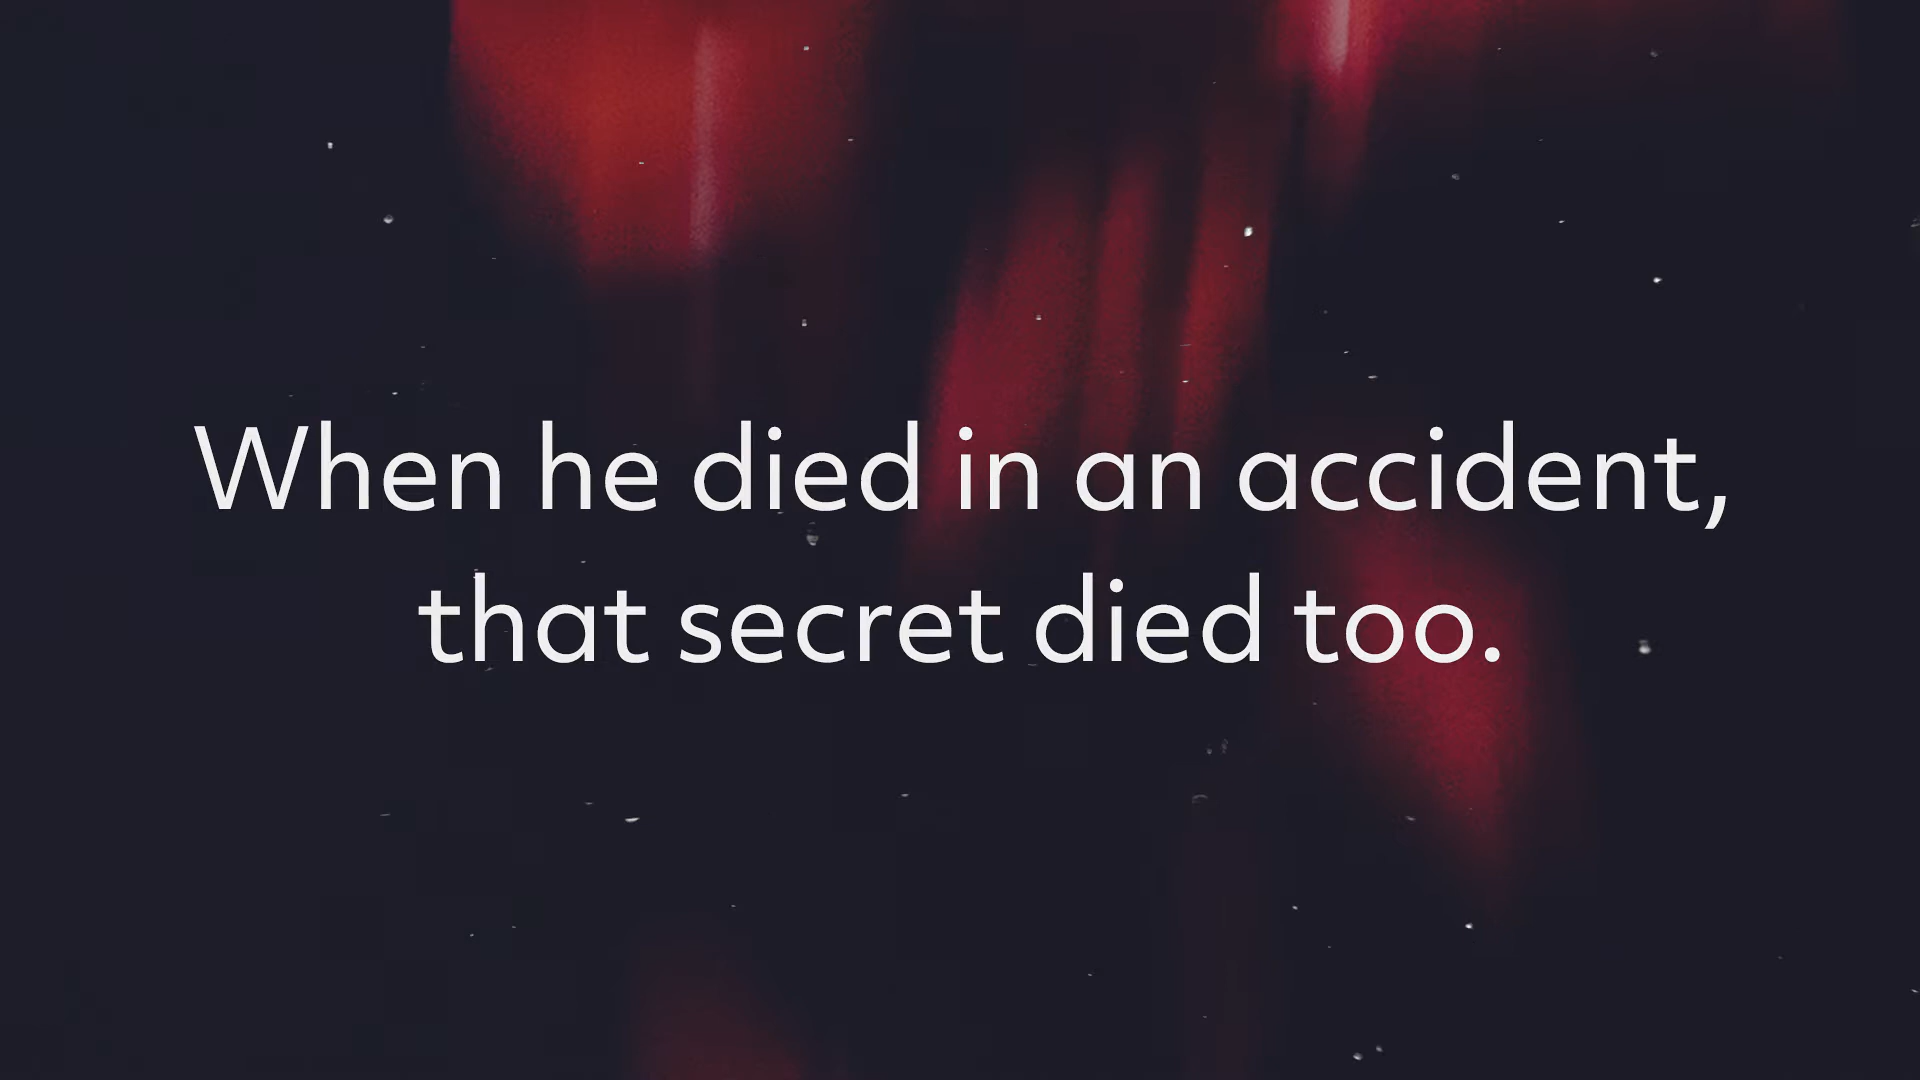 When he died in an accident,
that secret died too.